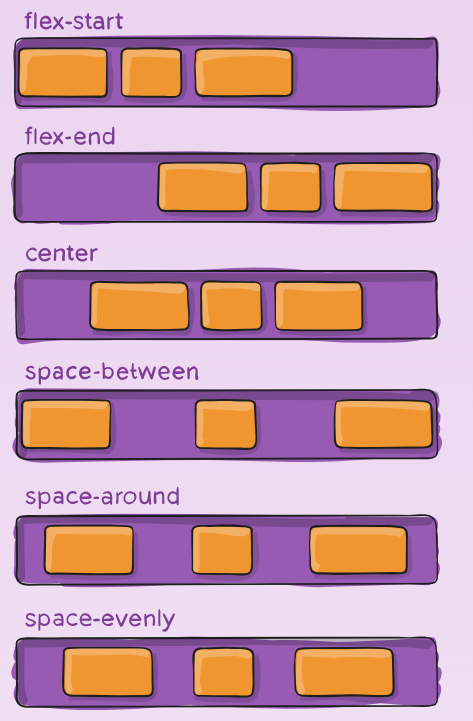 flex-start
flex-end
center
space-between
space-around
space-evenly